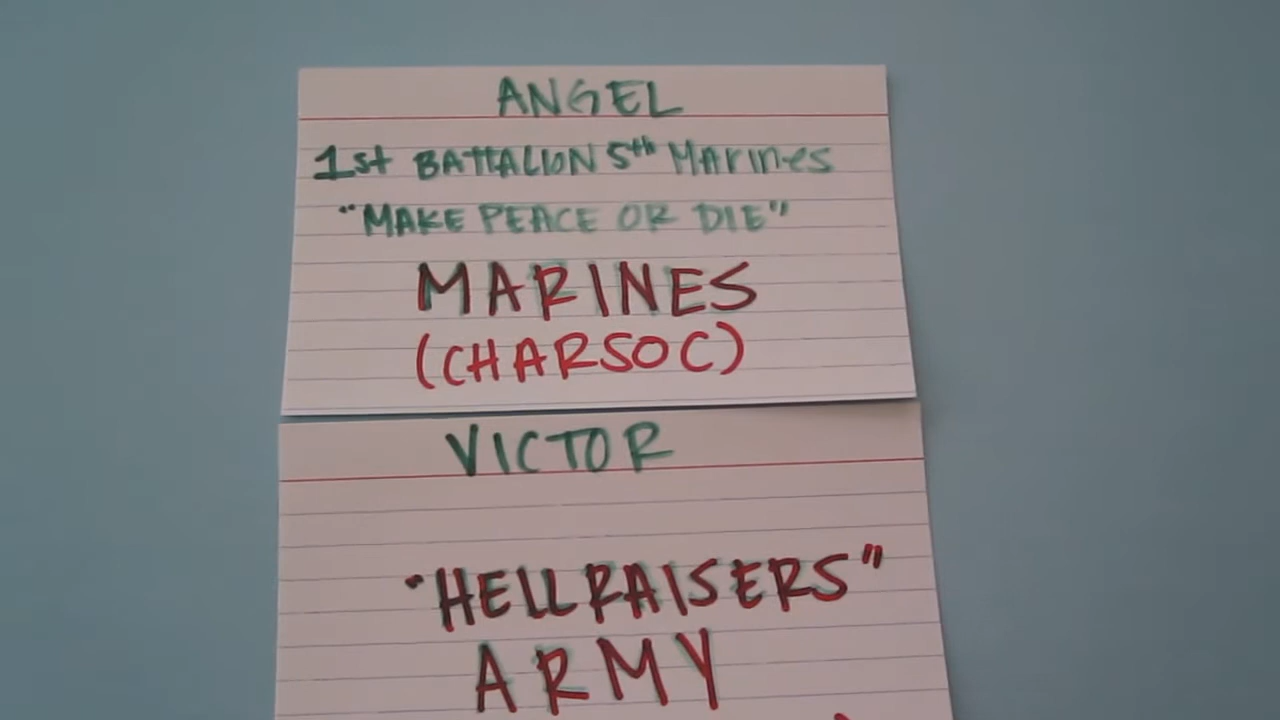 ANGEL
1st BATTALION 5th Marines
"MAKE PEACE OR DIE"
MARINES
(CHARSOC)
VICTOR
"HELLRAISERS"
ARMY